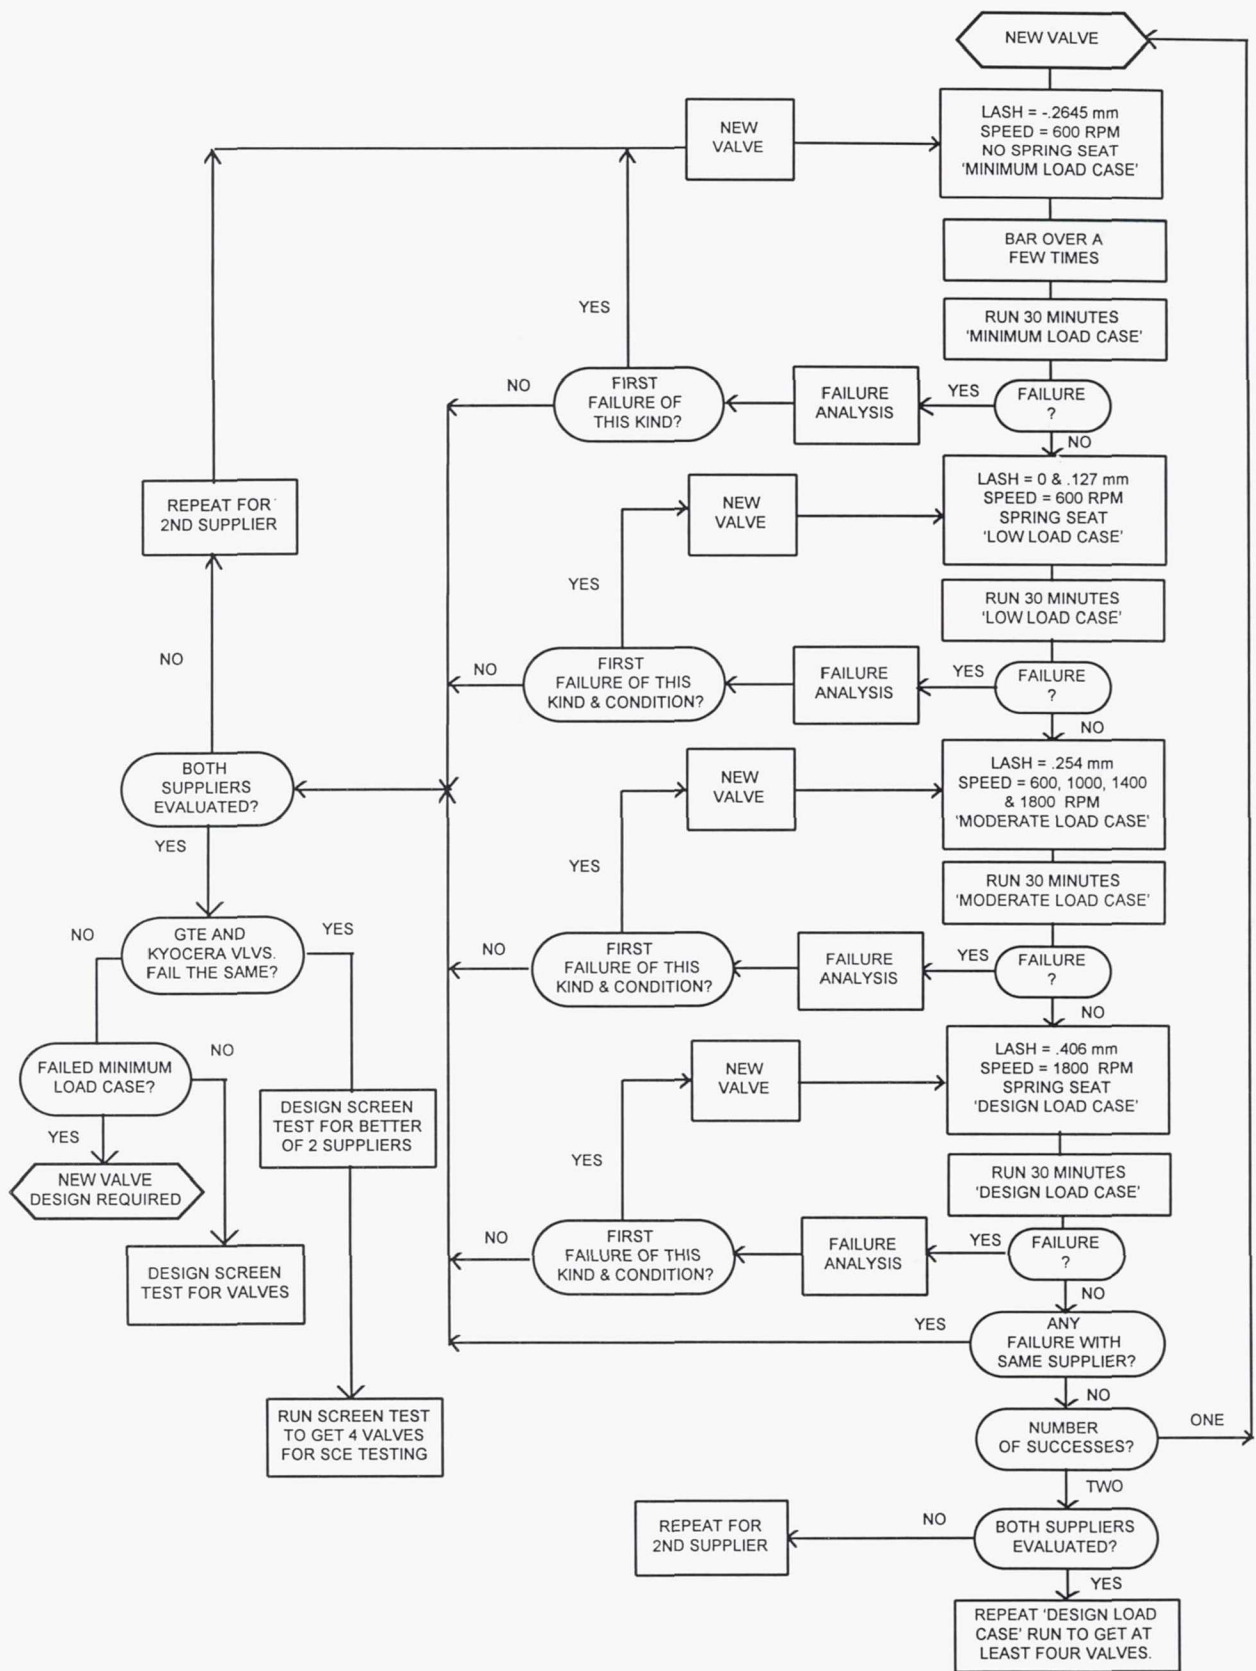 NEW VALVE
LASH = -.2645 mm
SPEED = 600 RPM
NO SPRING SEAT
'MINIMUM LOAD CASE'
NEW
VALVE
BAR OVER A
FEW TIMES
RUN 30 MINUTES
'MINIMUM LOAD CASE'
YES
FAILURE
?
YES
FAILURE
ANALYSIS
FIRST
FAILURE OF
THIS KIND?
NO
NO
LASH = 0 & .127 mm
SPEED = 600 RPM
SPRING SEAT
'LOW LOAD CASE'
NEW
VALVE
REPEAT FOR
2ND SUPPLIER
YES
RUN 30 MINUTES
'LOW LOAD CASE'
FAILURE
?
YES
FAILURE
ANALYSIS
FIRST
FAILURE OF THIS
KIND & CONDITION?
NO
NO
NO
LASH = .254 mm
SPEED = 600, 1000, 1400
& 1800 RPM
'MODERATE LOAD CASE'
NEW
VALVE
BOTH
SUPPLIERS
EVALUATED?
YES
YES
RUN 30 MINUTES
'MODERATE LOAD CASE'
FAILURE
?
YES
FAILURE
ANALYSIS
FIRST
FAILURE OF THIS
KIND & CONDITION?
NO
GTE AND
KYOCERA VLVS.
FAIL THE SAME?
NO
YES
NO
LASH = .406 mm
SPEED = 1800 RPM
SPRING SEAT
'DESIGN LOAD CASE'
NEW
VALVE
FAILED MINIMUM
LOAD CASE?
NO
YES
DESIGN SCREEN
TEST FOR BETTER
OF 2 SUPPLIERS
YES
NEW VALVE
DESIGN REQUIRED
RUN 30 MINUTES
'DESIGN LOAD CASE'
FAILURE
?
YES
FAILURE
ANALYSIS
FIRST
FAILURE OF THIS
KIND & CONDITION?
NO
DESIGN SCREEN
TEST FOR VALVES
NO
ANY
FAILURE WITH
SAME SUPPLIER?
YES
NO
NUMBER
OF SUCCESSES?
ONE
RUN SCREEN TEST
TO GET 4 VALVES
FOR SCE TESTING
TWO
BOTH SUPPLIERS
EVALUATED?
NO
REPEAT FOR
2ND SUPPLIER
YES
REPEAT 'DESIGN LOAD
CASE' RUN TO GET AT
LEAST FOUR VALVES.